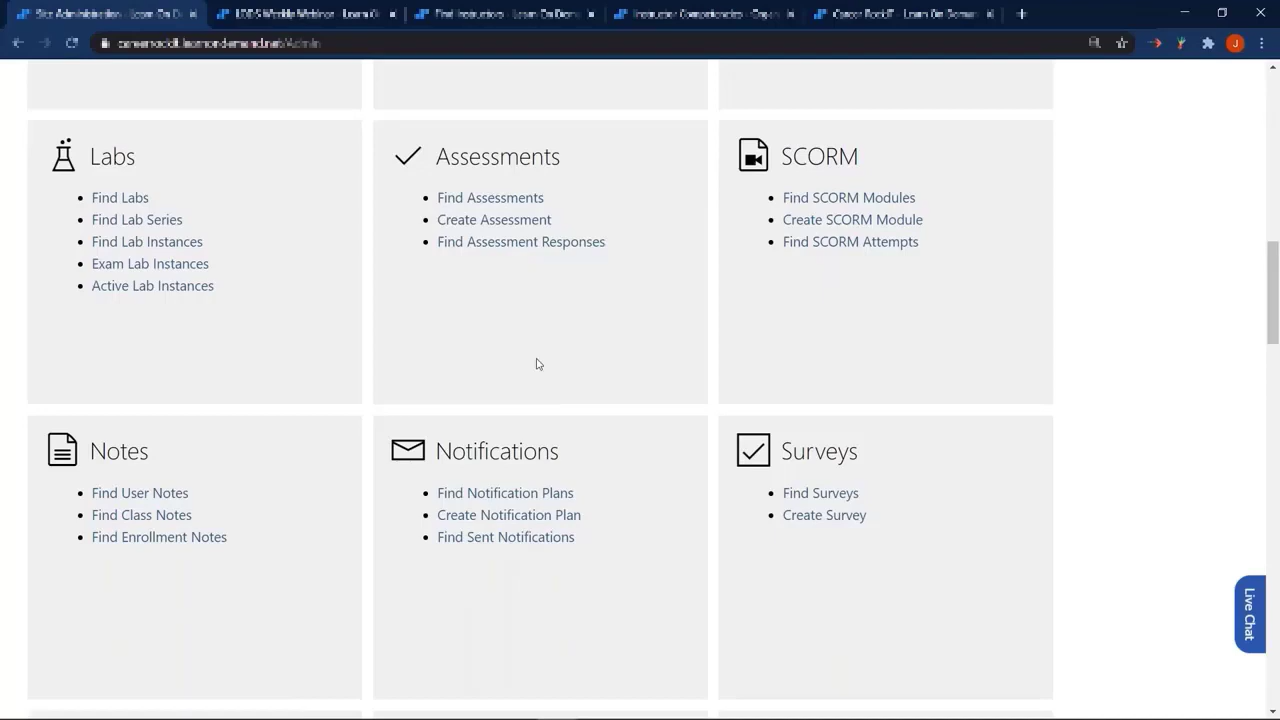 J
Labs
Find Labs
Find Lab Series
Find Lab Instances
Exam Lab Instances
Active Lab Instances
Assessments
Find Assessments
Create Assessment
Find Assessment Responses
SCORM
Find SCORM Modules
Create SCORM Module
Find SCORM Attempts
Notes
Find User Notes
Find Class Notes
Find Enrollment Notes
Notifications
Find Notification Plans
Create Notification Plan
Find Sent Notifications
Surveys
Find Surveys
Create Survey
Live Chat